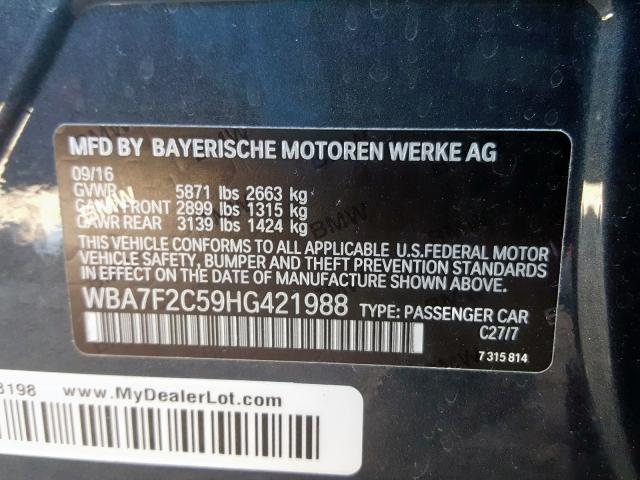 MFD BY BAYERISCHE MOTOREN WERKE AG
09/16
GVWR 5871 lbs 2663 kg
GAWR FRONT 2899 lbs 1315 kg
GAWR REAR 3139 lbs 1424 kg
THIS VEHICLE CONFORMS TO ALL APPLICABLE U.S.FEDERAL MOTOR
VEHICLE SAFETY, BUMPER AND THEFT PREVENTION STANDARDS
IN EFFECT ON THE DATE OF MANUFACTURE SHOWN ABOVE.
WBA7F2C59HG421988 TYPE: PASSENGER CAR
C27/7
7 315 814
3198 www.MyDealerLot.com